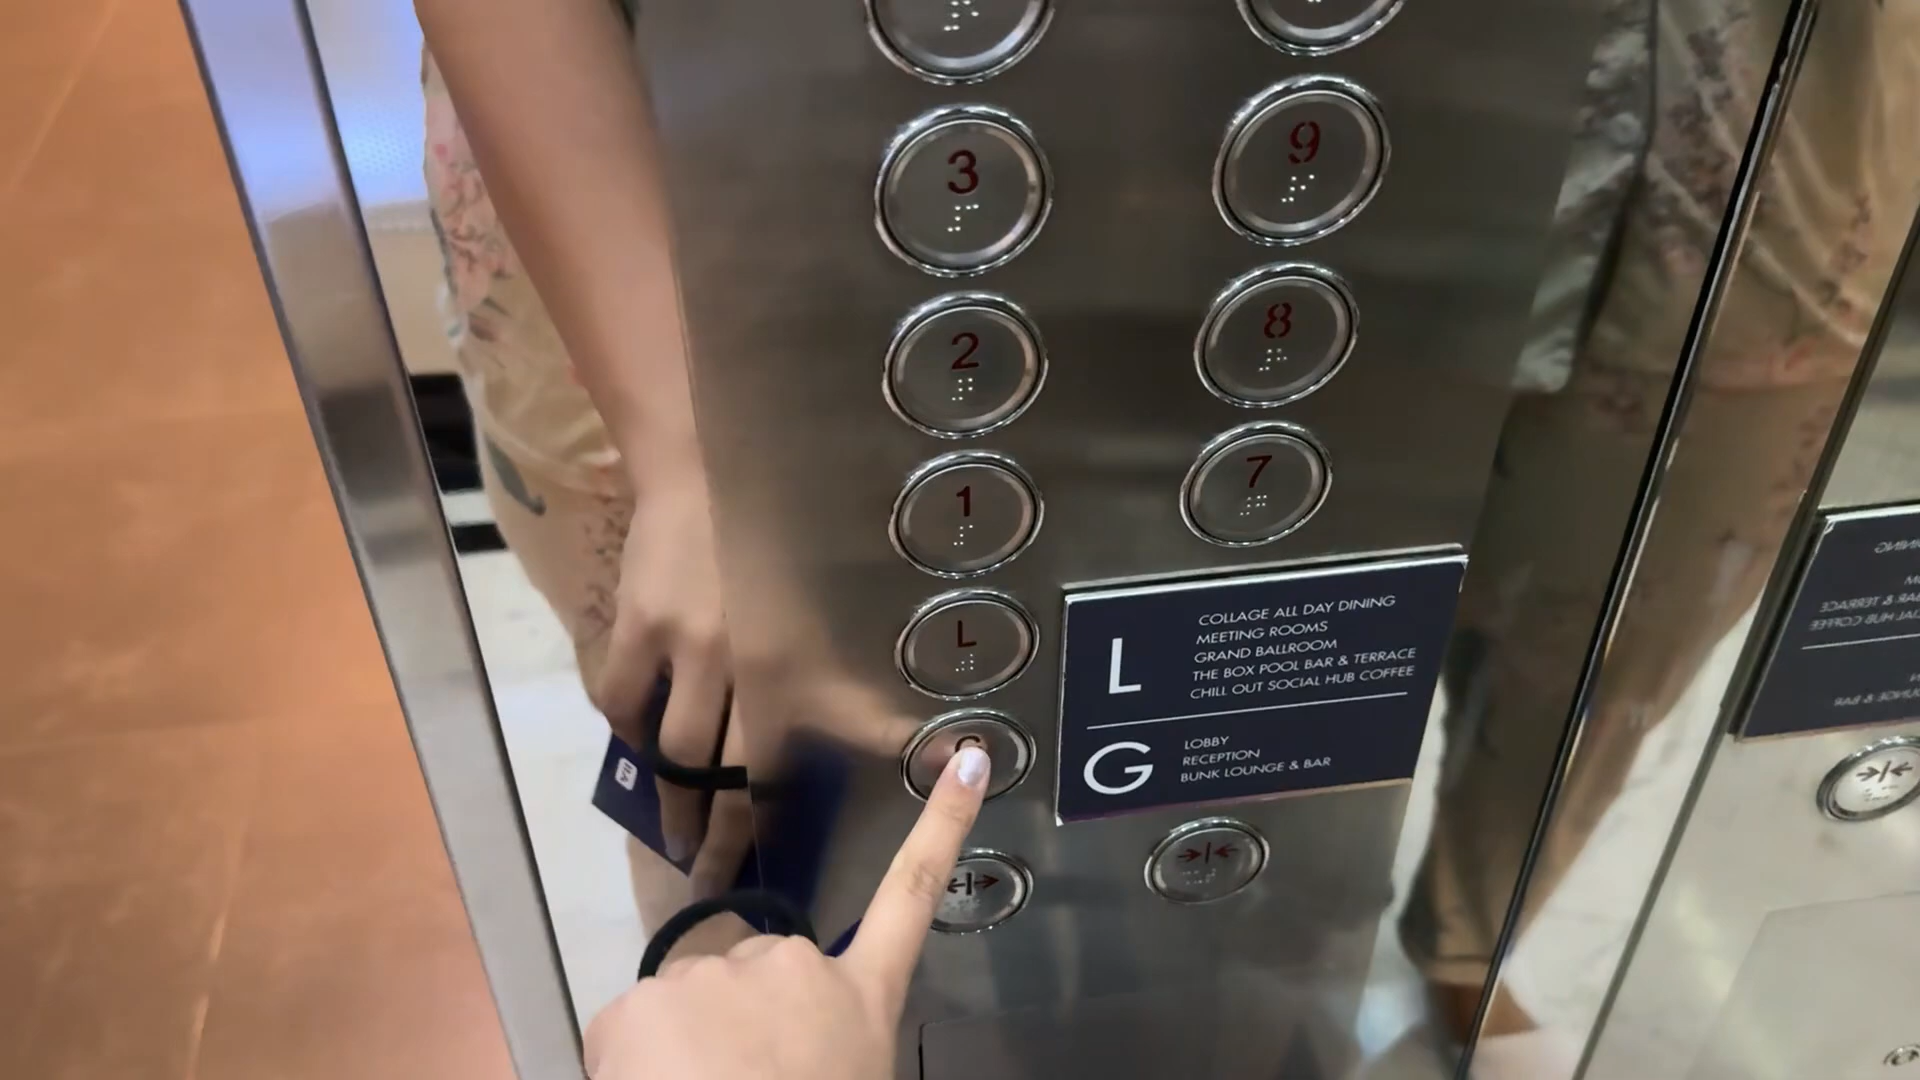 3
9
2
8
1
7
L
L
COLLAGE ALL DAY DINING
MEETING ROOMS
GRAND BALLROOM
THE BOX POOL BAR & TERRACE
CHILL OUT SOCIAL HUB COFFEE
G
LOBBY
RECEPTION
BUNK LOUNGE & BAR